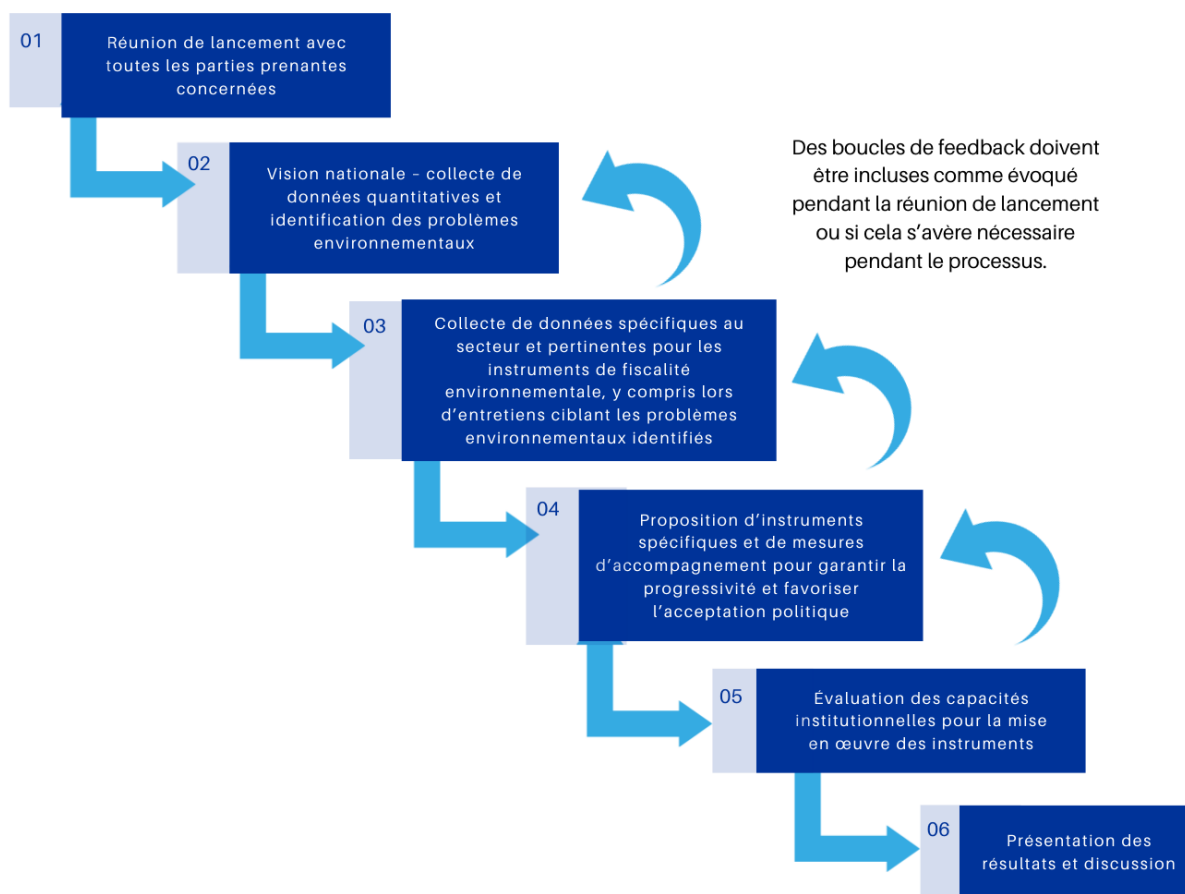 01
Réunion de lancement avec
toutes les parties prenantes
concernées
02
Vision nationale – collecte de
données quantitatives et
identification des problèmes
environnementaux
Des boucles de feedback doivent
être incluses comme évoqué
pendant la réunion de lancement
ou si cela s’avère nécessaire
pendant le processus.
03
Collecte de données spécifiques au
secteur et pertinentes pour les
instruments de fiscalité
environnementale, y compris lors
d’entretiens ciblant les problèmes
environnementaux identifiés
04
Proposition d’instruments
spécifiques et de mesures
d’accompagnement pour garantir la
progressivité et favoriser
l’acceptation politique
05
Évaluation des capacités
institutionnelles pour la mise
en œuvre des instruments
06
Présentation des
résultats et discussion